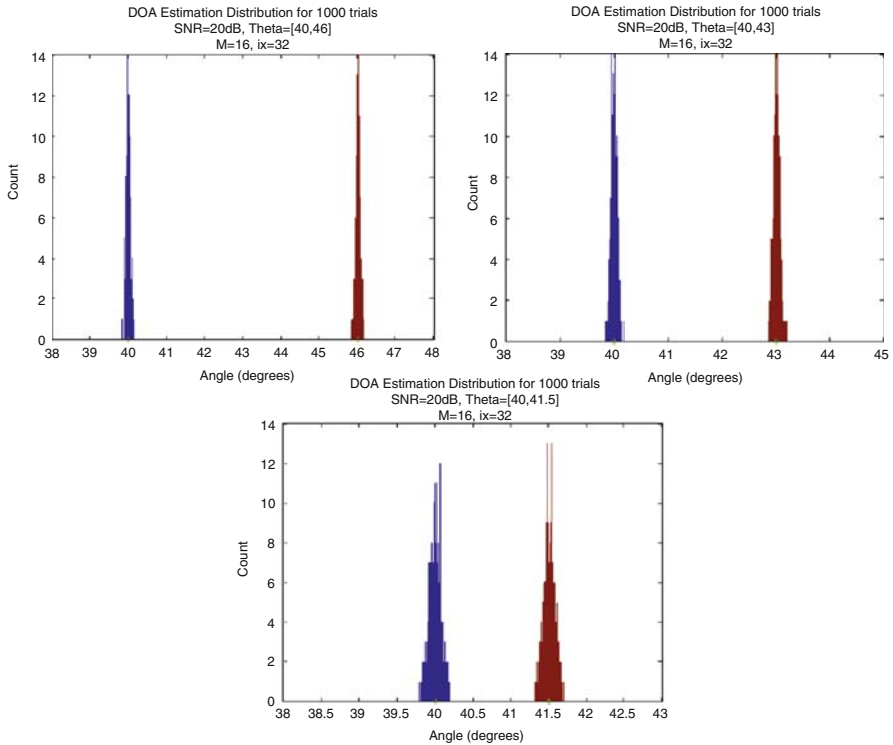 DOA Estimation Distribution for 1000 trials
SNR=20dB, Theta=[40,46]
M=16, ix=32
14
12
10
8
6
4
2
0
Count
38 39 40 41 42 43 44 45 46 47 48
Angle (degrees)
DOA Estimation Distribution for 1000 trials
SNR=20dB, Theta=[40,43]
M=16, ix=32
14
12
10
8
6
4
2
0
Count
38 39 40 41 42 43 44 45
Angle (degrees)
DOA Estimation Distribution for 1000 trials
SNR=20dB, Theta=[40,41.5]
M=16, ix=32
14
12
10
8
6
4
2
0
Count
38 38.5 39 39.5 40 40.5 41 41.5 42 42.5 43
Angle (degrees)